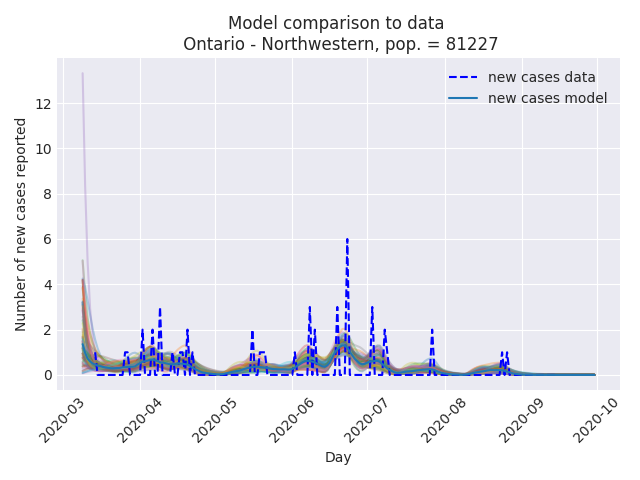 Model comparison to data
Ontario - Northwestern, pop. = 81227
new cases data
new cases model
Number of new cases reported
12
10
8
6
4
2
0
2020-03
2020-04
2020-05
2020-06
2020-07
2020-08
2020-09
2020-10
Day